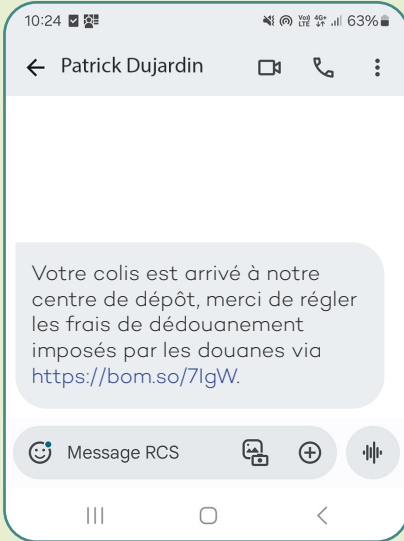 10:24 63%
Patrick Dujardin
Votre colis est arrivé à notre
centre de dépôt, merci de régler
les frais de dédouanement
imposés par les douanes via
https://bom.so/7IgW.
Message RCS